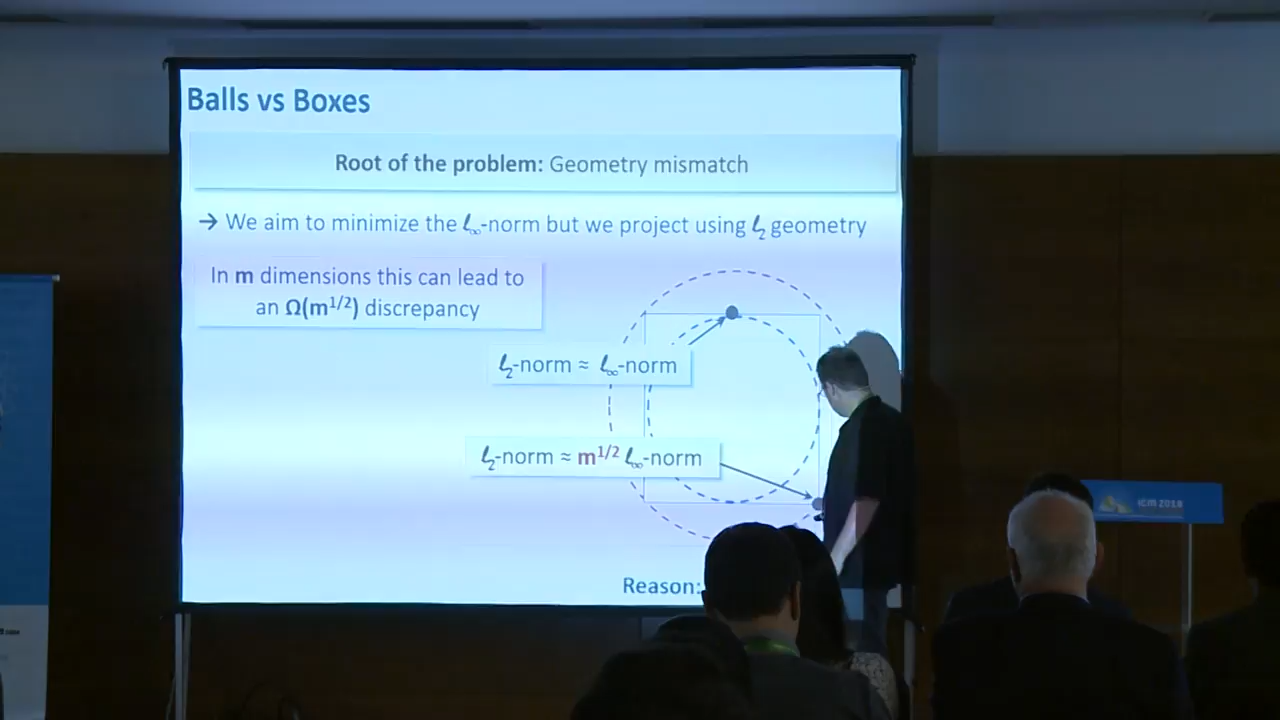 Balls vs Boxes
Root of the problem: Geometry mismatch
→ We aim to minimize the ℓ∞-norm but we project using ℓ2 geometry
In m dimensions this can lead to
an Ω(m^1/2) discrepancy
ℓ2-norm ≈ ℓ∞-norm
ℓ2-norm ≈ m^1/2 ℓ∞-norm
Reason:
ICM 2018